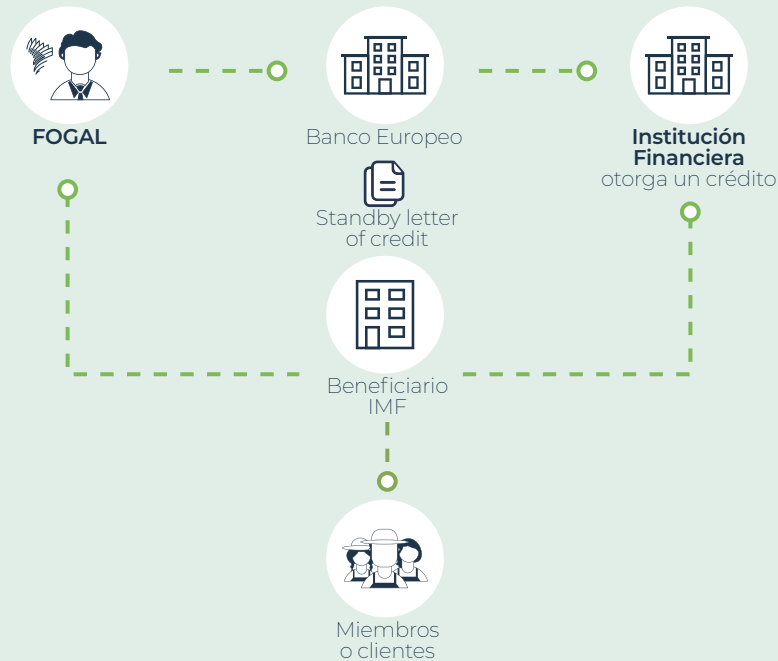 FOGAL
Banco Europeo
Institución
Financiera
otorga un crédito
Standby letter
of credit
Beneficiario
IMF
Miembros
o clientes